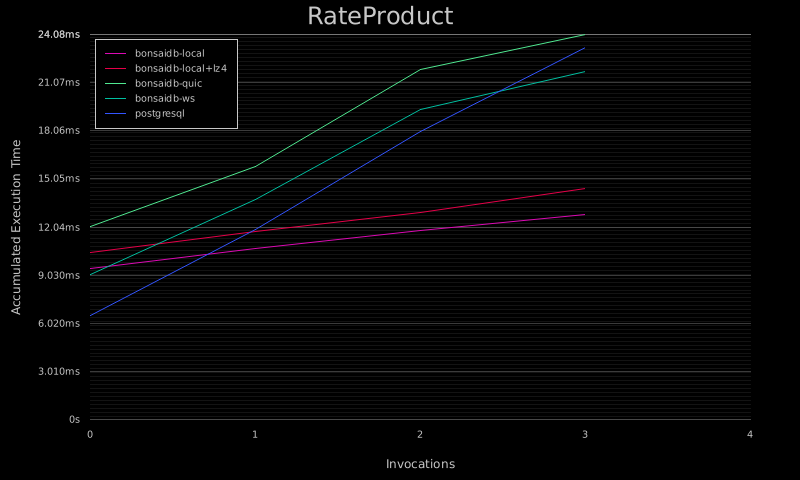 RateProduct
24.08ms
bonsaidb-local
bonsaidb-local+lz4
bonsaidb-quic
bonsaidb-ws
postgresql
21.07ms
18.06ms
15.05ms
12.04ms
9.030ms
6.020ms
3.010ms
0s
Accumulated Execution Time
0 1 2 3 4
Invocations